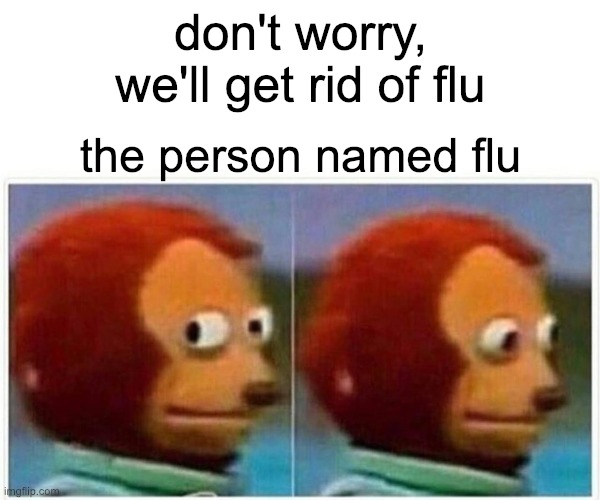 don't worry,
we'll get rid of flu
the person named flu
imgflip.com